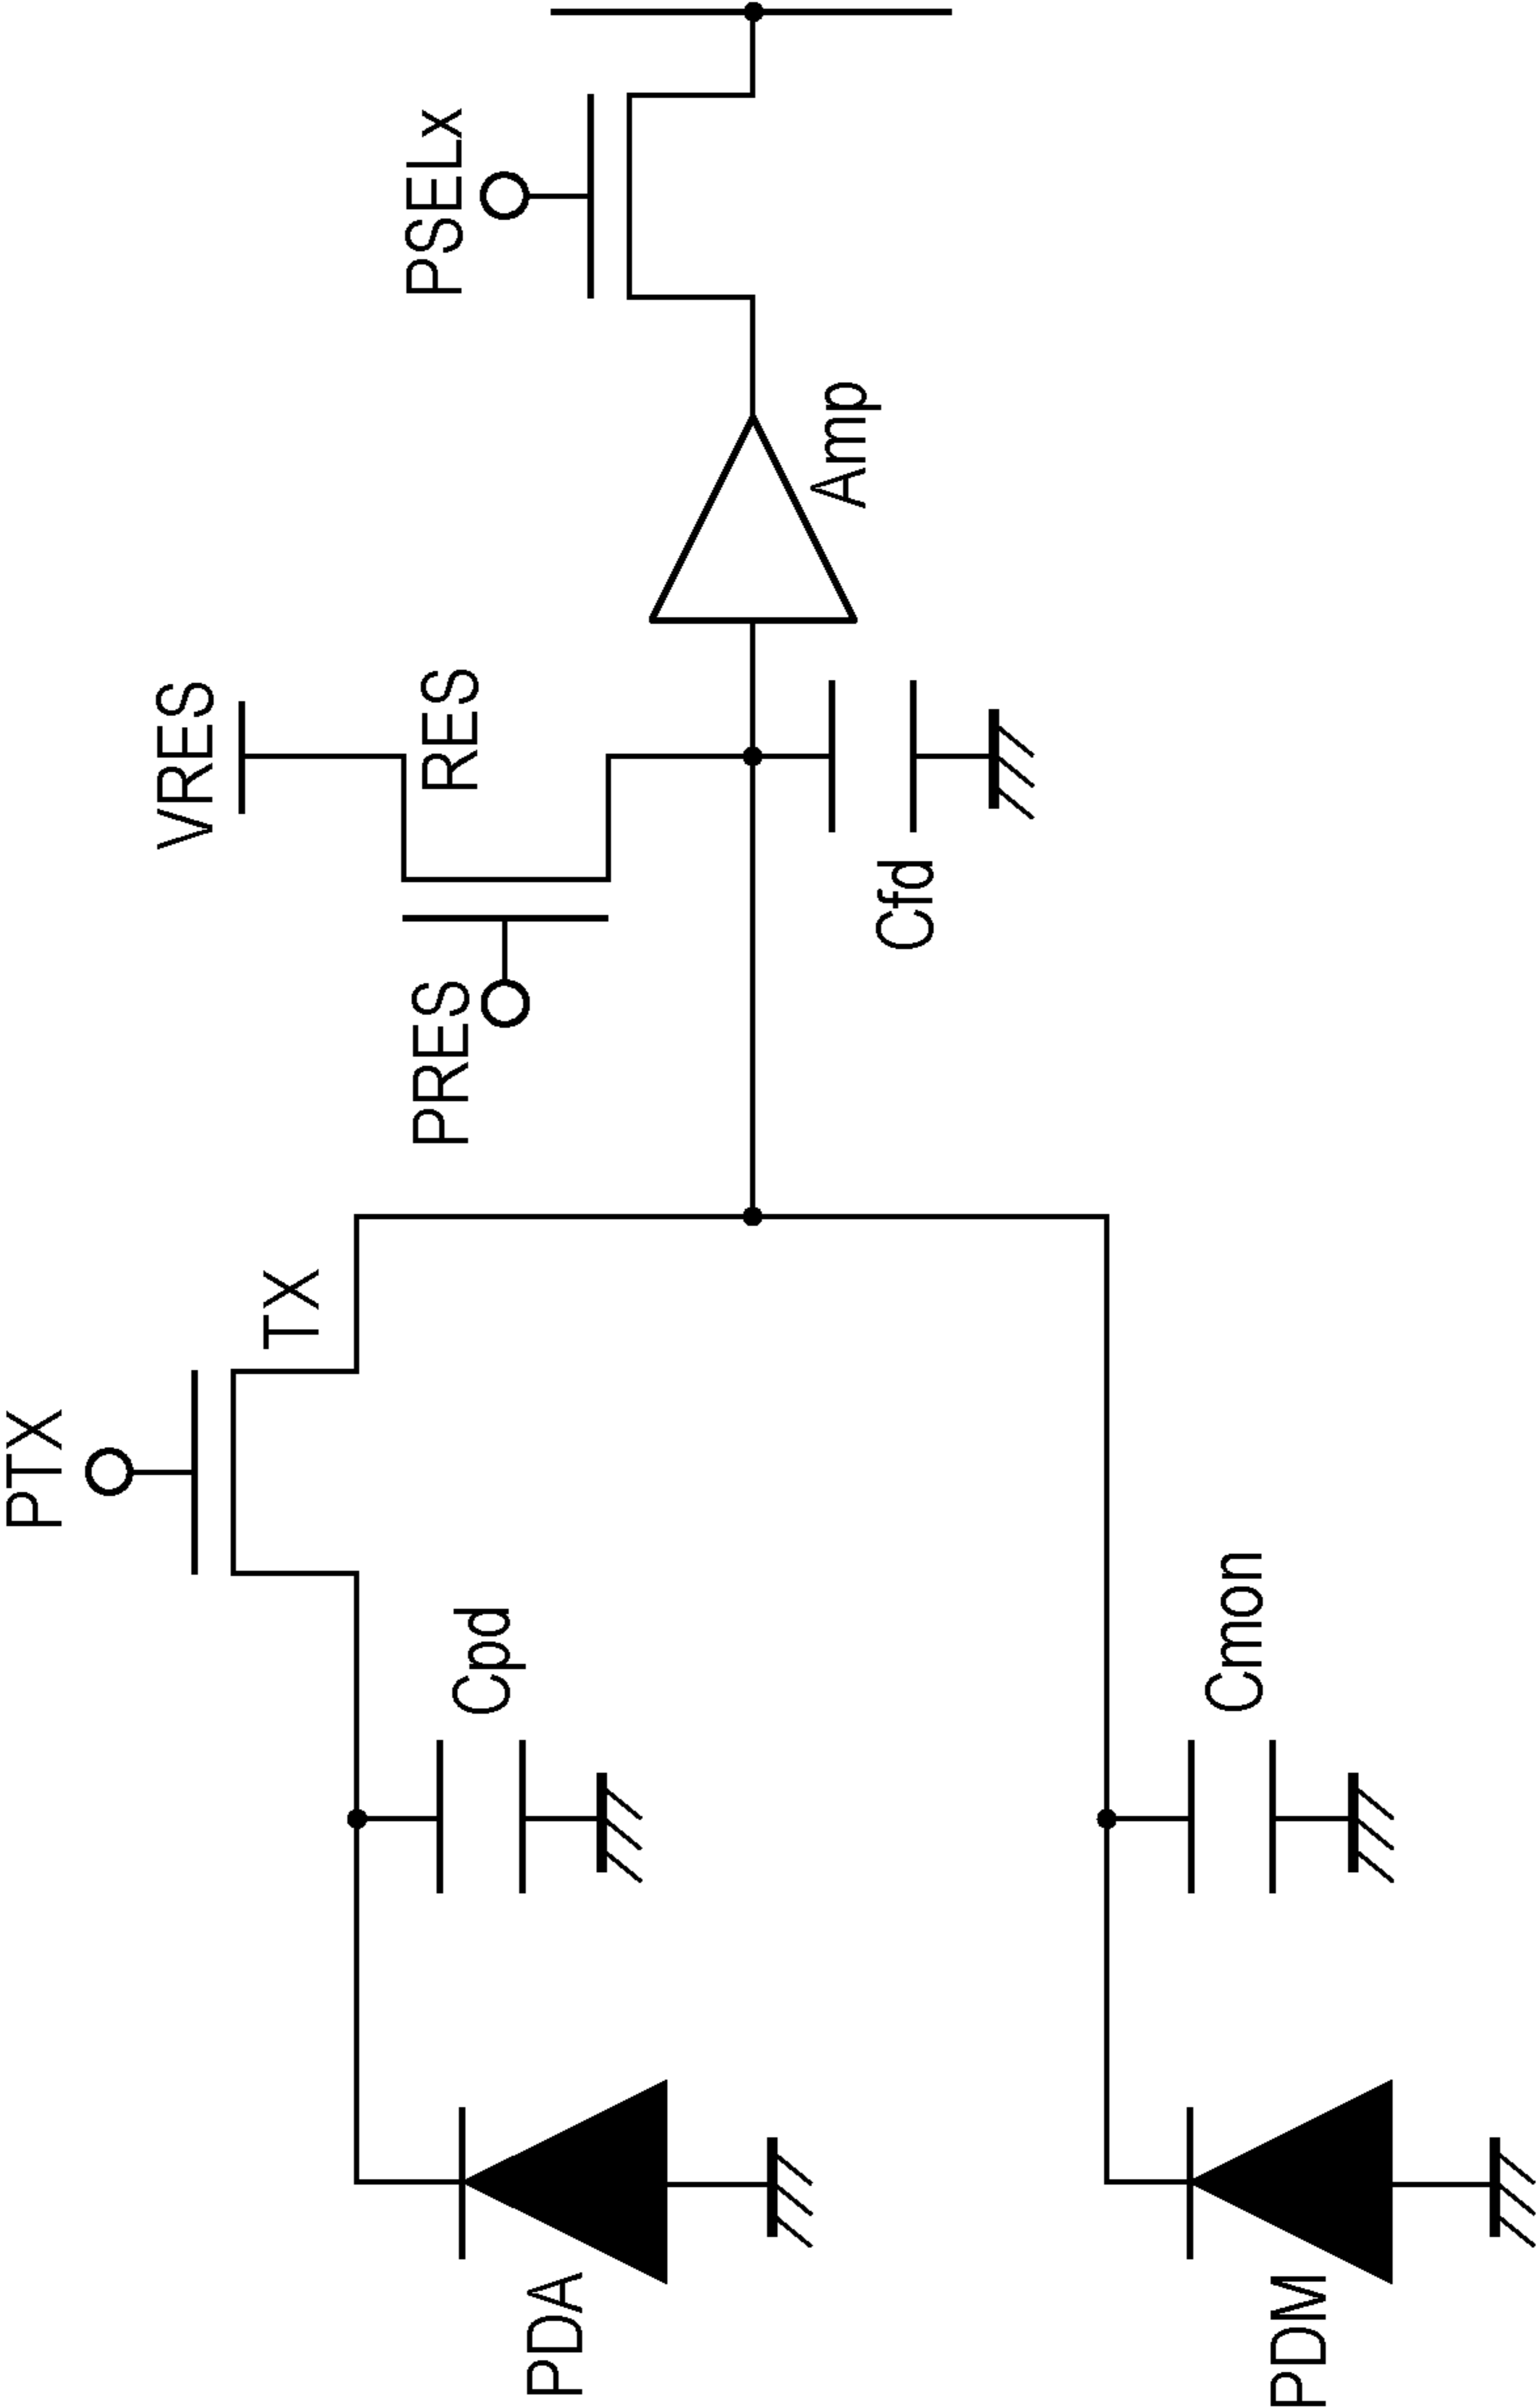 PTX
TX
PRES
VRES
RES
PSELx
Cpd
Cfd
Amp
PDA
Cmon
PDM